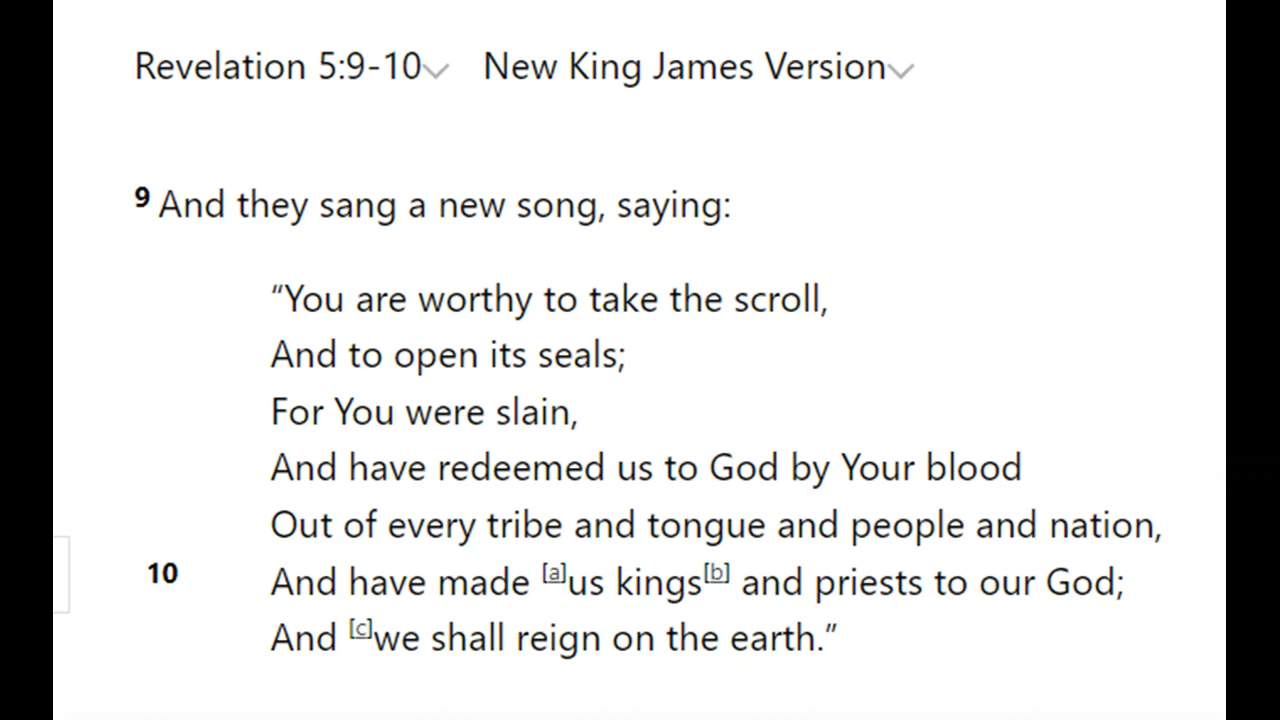 Revelation 5:9-10 New King James Version
9 And they sang a new song, saying:
“You are worthy to take the scroll,
And to open its seals;
For You were slain,
And have redeemed us to God by Your blood
Out of every tribe and tongue and people and nation,
10 And have made [a]us kings[b] and priests to our God;
And [c]we shall reign on the earth.”